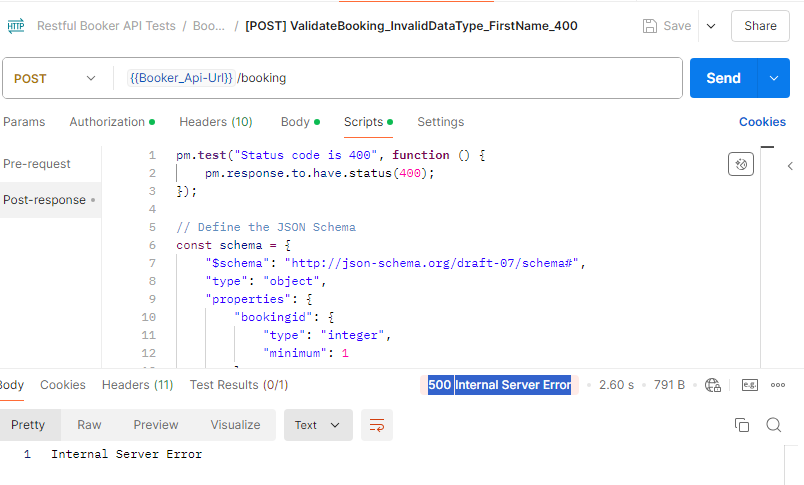 HTTP Restful Booker API Tests / Boo... / [POST] ValidateBooking_InvalidDataType_FirstName_400 Save Share
POST {{Booker_Api-Url}} /booking Send
Params Authorization Headers (10) Body Scripts Settings Cookies
Pre-request
Post-response
1 pm.test("Status code is 400", function () {
2 pm.response.to.have.status(400);
3 });
4
5 // Define the JSON Schema
6 const schema = {
7 "$schema": "http://json-schema.org/draft-07/schema#",
8 "type": "object",
9 "properties": {
10 "bookingid": {
11 "type": "integer",
12 "minimum": 1
Body Cookies Headers (11) Test Results (0/1) 500 Internal Server Error • 2.60 s • 791 B e.g.
Pretty Raw Preview Visualize Text
1 Internal Server Error